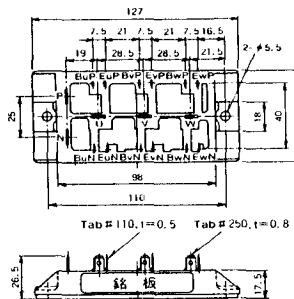 127
7.5 21 7.5 21 7.5 16.5
19 28.5 28.5 21.5
2-φ5.5
BuP EuP BvP EvP BwP EwP
P
N
25
U V W
18
40
BuN EuN BvN EvN BwN EwN
98
110
Tab#110,t=0.5 Tab#250,t=0.8
26.5
銘板
17.5